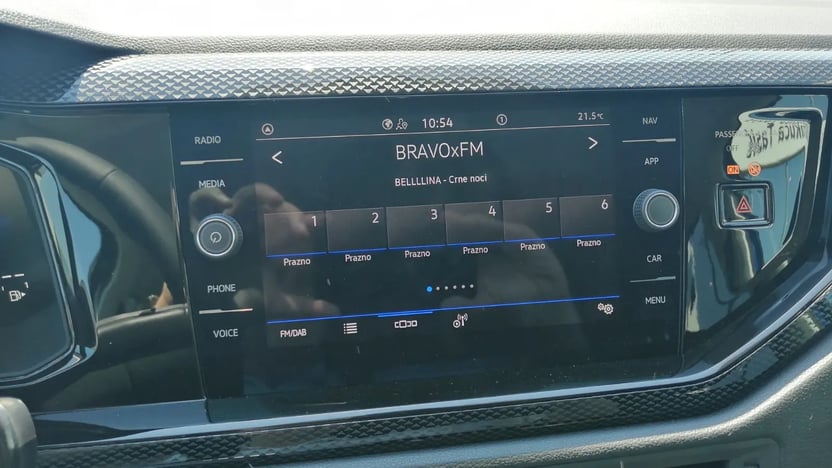 RADIO
MEDIA
PHONE
VOICE
10:54
1
21.5°C
BRAVOxFM
BELLLLINA - Crne noci
1 2 3 4 5 6
Prazno Prazno Prazno Prazno Prazno Prazno
FM/DAB
NAV
APP
CAR
MENU
OFF
ON